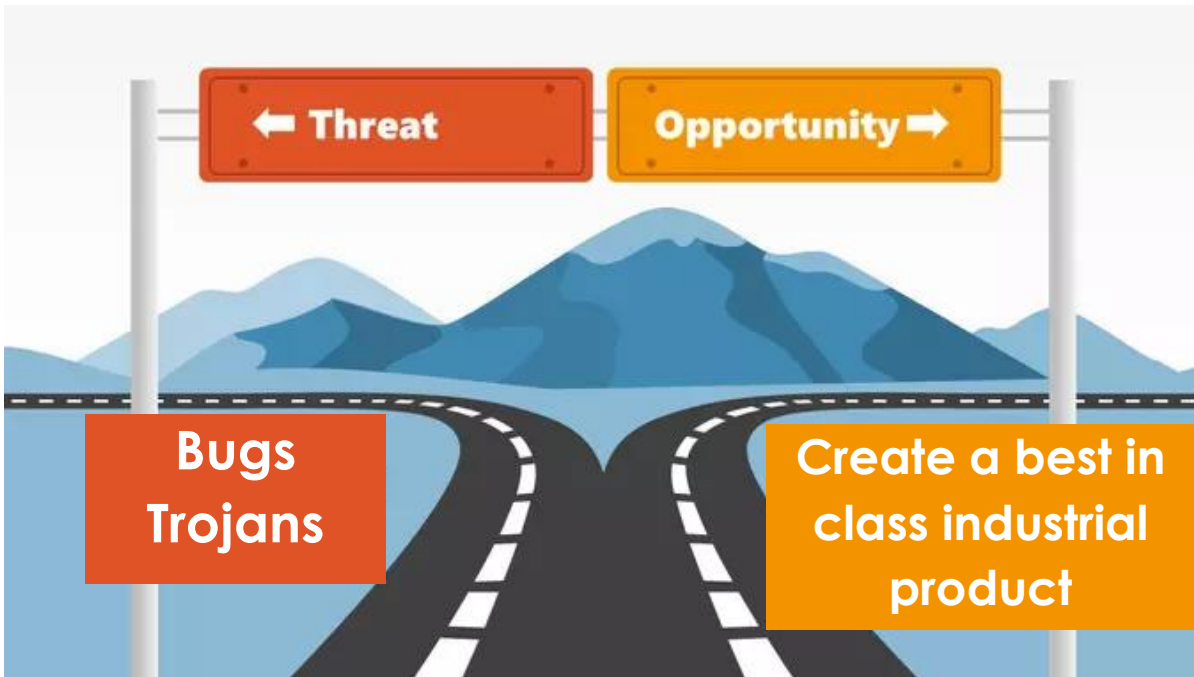 Threat
Opportunity
Bugs
Trojans
Create a best in
class industrial
product